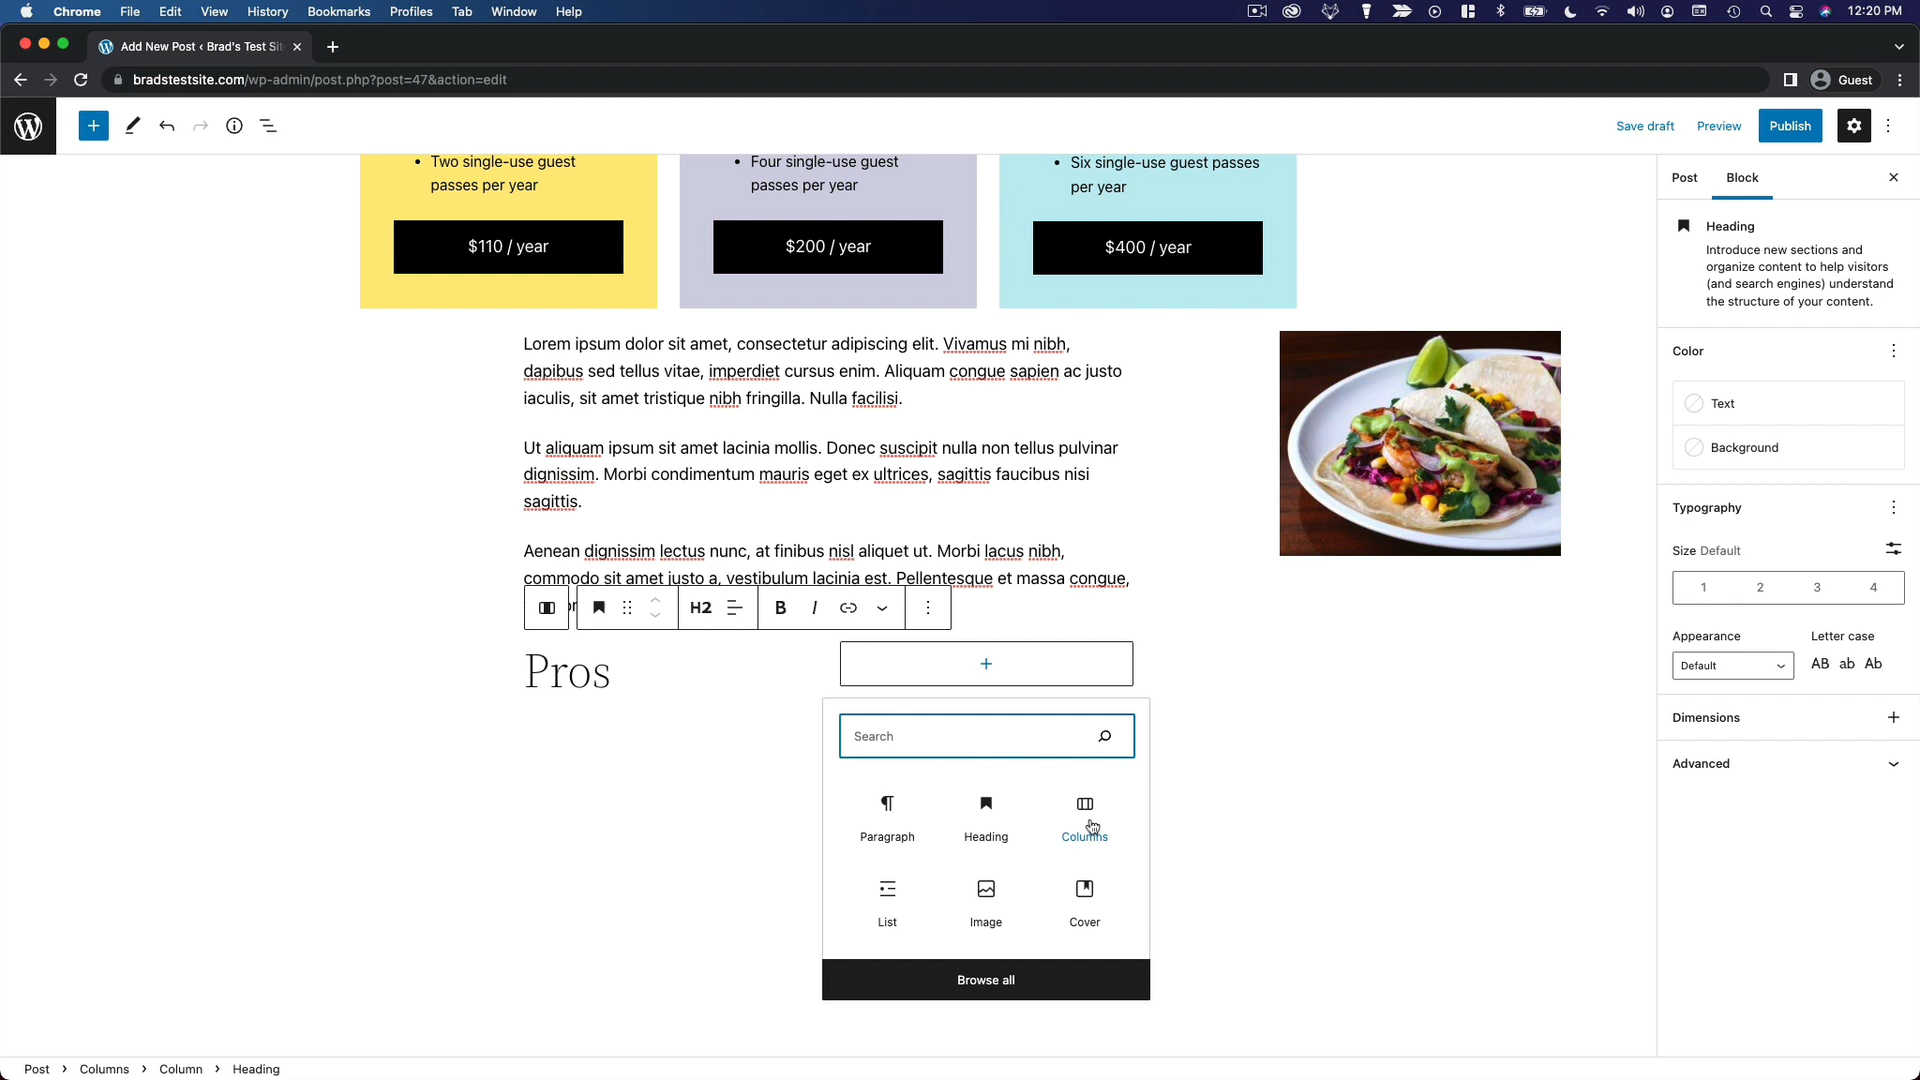 Chrome File Edit View History Bookmarks Profiles Tab Window Help 12:20 PM
Add New Post ‹ Brad's Test Sit
bradstestsite.com/wp-admin/post.php?post=47&action=edit Guest
Save draft Preview Publish
• Two single-use guest
passes per year
$110 / year
• Four single-use guest
passes per year
$200 / year
• Six single-use guest passes
per year
$400 / year
Lorem ipsum dolor sit amet, consectetur adipiscing elit. Vivamus mi nibh,
dapibus sed tellus vitae, imperdiet cursus enim. Aliquam congue sapien ac justo
iaculis, sit amet tristique nibh fringilla. Nulla facilisi.
Ut aliquam ipsum sit amet lacinia mollis. Donec suscipit nulla non tellus pulvinar
dignissim. Morbi condimentum mauris eget ex ultrices, sagittis faucibus nisi
sagittis.
Aenean dignissim lectus nunc, at finibus nisl aliquet ut. Morbi lacus nibh,
commodo sit amet justo a, vestibulum lacinia est. Pellentesque et massa congue,
H2 B I
Pros
Search
Paragraph Heading Columns
List Image Cover
Browse all
Post Block
Heading
Introduce new sections and
organize content to help visitors
(and search engines) understand
the structure of your content.
Color
Text
Background
Typography
Size Default
1 2 3 4
Appearance Letter case
Default AB ab Ab
Dimensions
Advanced
Post › Columns › Column › Heading